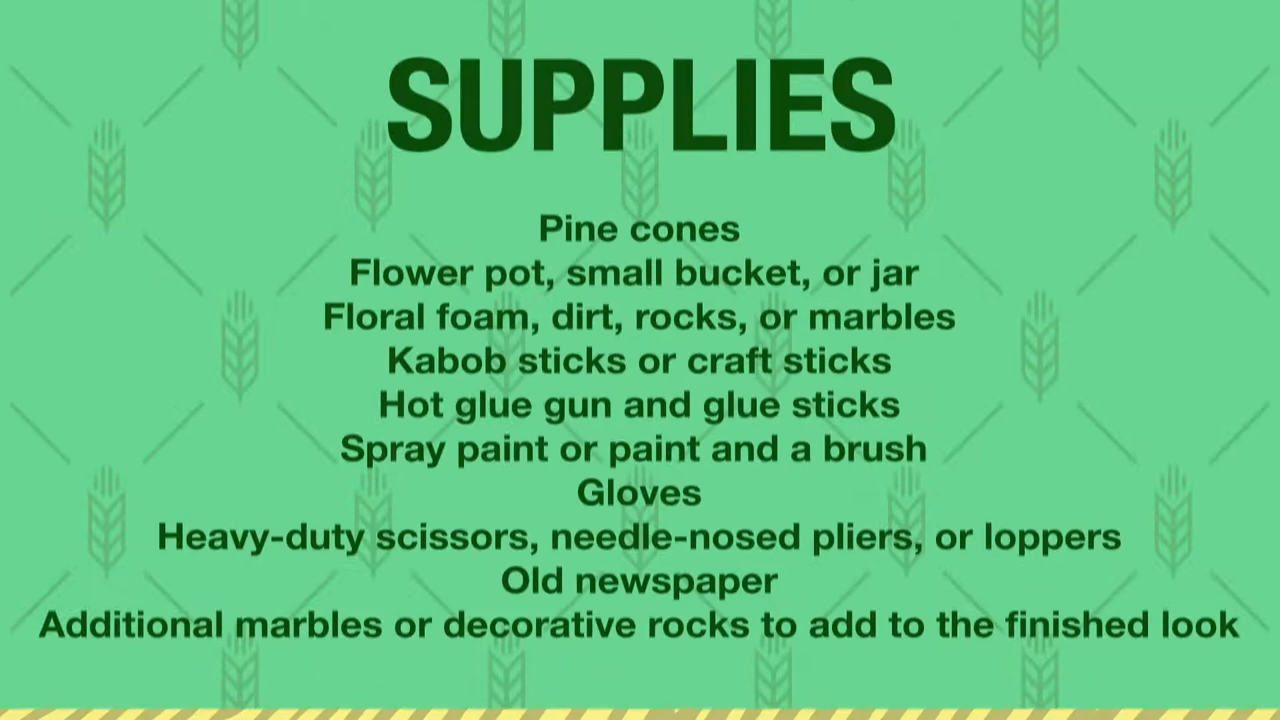 SUPPLIES
Pine cones
Flower pot, small bucket, or jar
Floral foam, dirt, rocks, or marbles
Kabob sticks or craft sticks
Hot glue gun and glue sticks
Spray paint or paint and a brush
Gloves
Heavy-duty scissors, needle-nosed pliers, or loppers
Old newspaper
Additional marbles or decorative rocks to add to the finished look